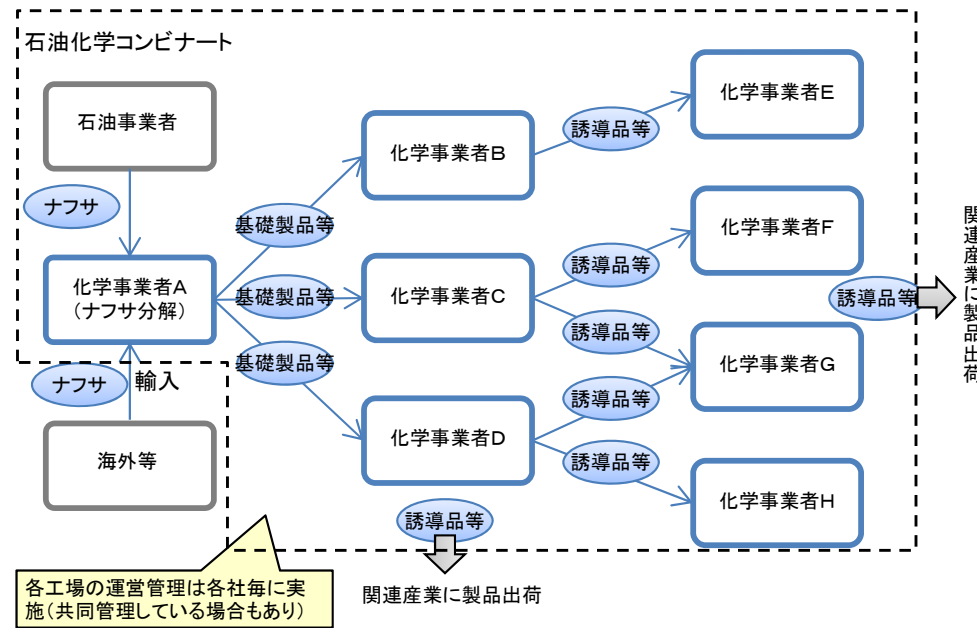 石油化学コンビナート
石油事業者
ナフサ
化学事業者A
（ナフサ分解）
ナフサ
輸入
海外等
基礎製品等
基礎製品等
基礎製品等
化学事業者B
化学事業者C
化学事業者D
誘導品等
誘導品等
誘導品等
誘導品等
誘導品等
化学事業者E
化学事業者F
化学事業者G
化学事業者H
誘導品等
関連産業に製品出荷
誘導品等
関連産業に製品出荷
各工場の運営管理は各社毎に実
施（共同管理している場合もあり）